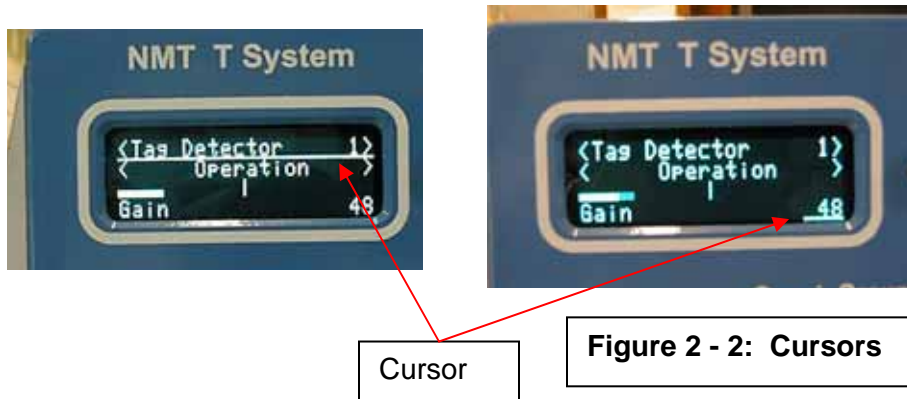 NMT T System
<Tag Detector 1>
< Operation >
Gain 48
NMT T System
<Tag Detector 1>
< Operation >
Gain 48
Cursor
Figure 2 - 2: Cursors